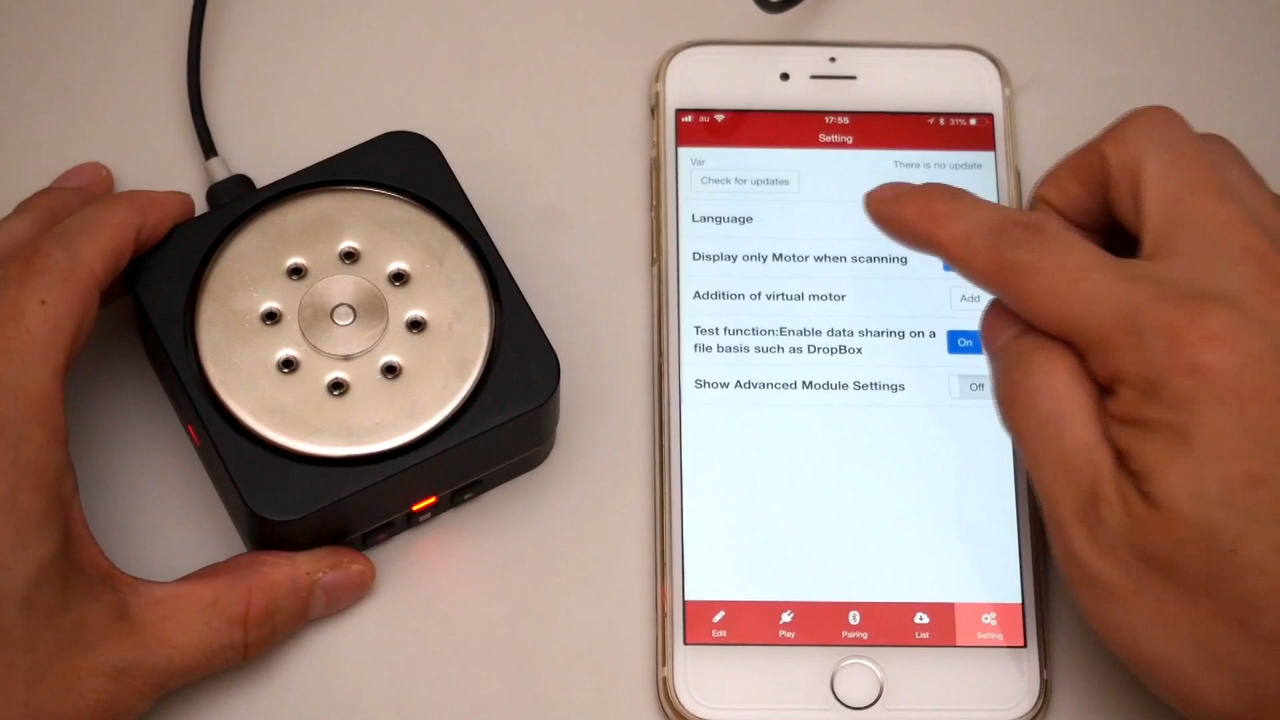 au 17:55 31%
Setting
Var There is no update
Check for updates
Language
Display only Motor when scanning
Addition of virtual motor Add
Test function:Enable data sharing on a On
file basis such as DropBox
Show Advanced Module Settings Off
Edit Play Pairing List Setting